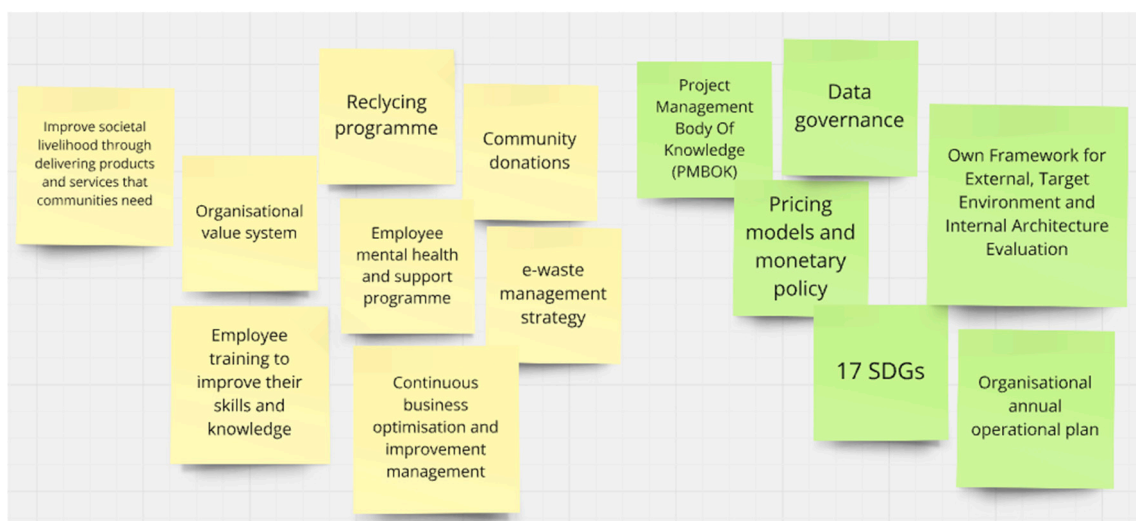 Improve societal
livelihood through
delivering products
and services that
communities need
Organisational
value system
Reclycing
programme
Community
donations
Employee
mental health
and support
programme
e-waste
management
strategy
Employee
training to
improve their
skills and
knowledge
Continuous
business
optimisation and
improvement
management
Project
Management
Body Of
Knowledge
(PMBOK)
Data
governance
Pricing
models and
monetary
policy
Own Framework for
External, Target
Environment and
Internal Architecture
Evaluation
17 SDGs
Organisational
annual
operational plan